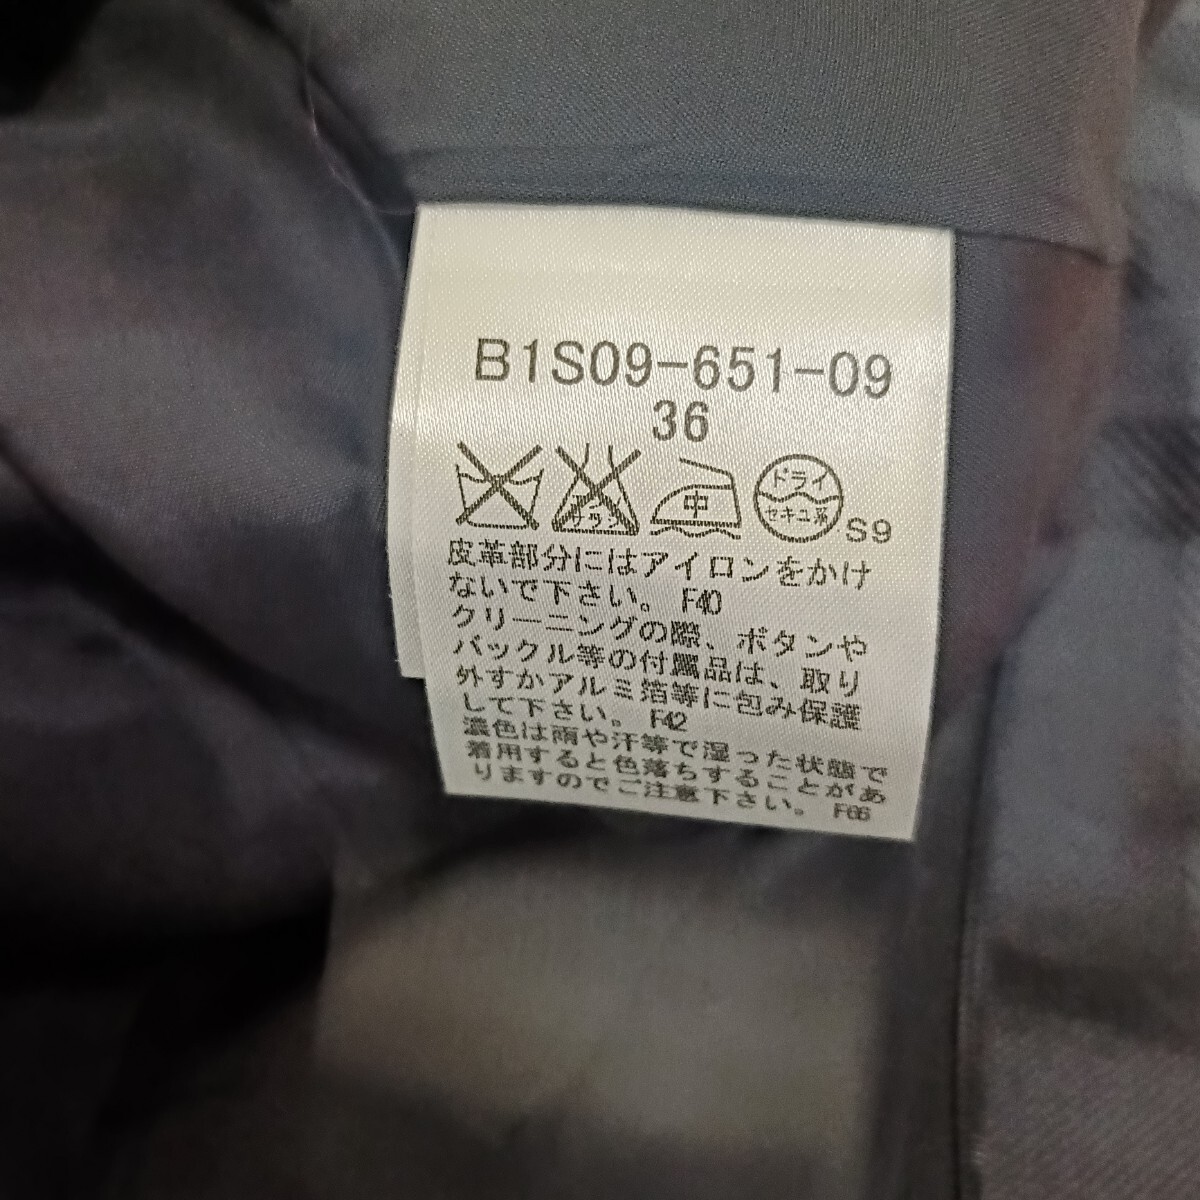 B1S09-651-09
36
エンソ
サラシ
中
ドライ
セキユ系
S9
皮革部分にはアイロンをかけ
ないで下さい。 F40
クリーニングの際、ボタンや
バックル等の付属品は、取り
外すかアルミ箔等に包み保護
して下さい。 F42
濃色は雨や汗等で湿った状態で
着用すると色落ちすることがあ
りますのでご注意下さい。 F66